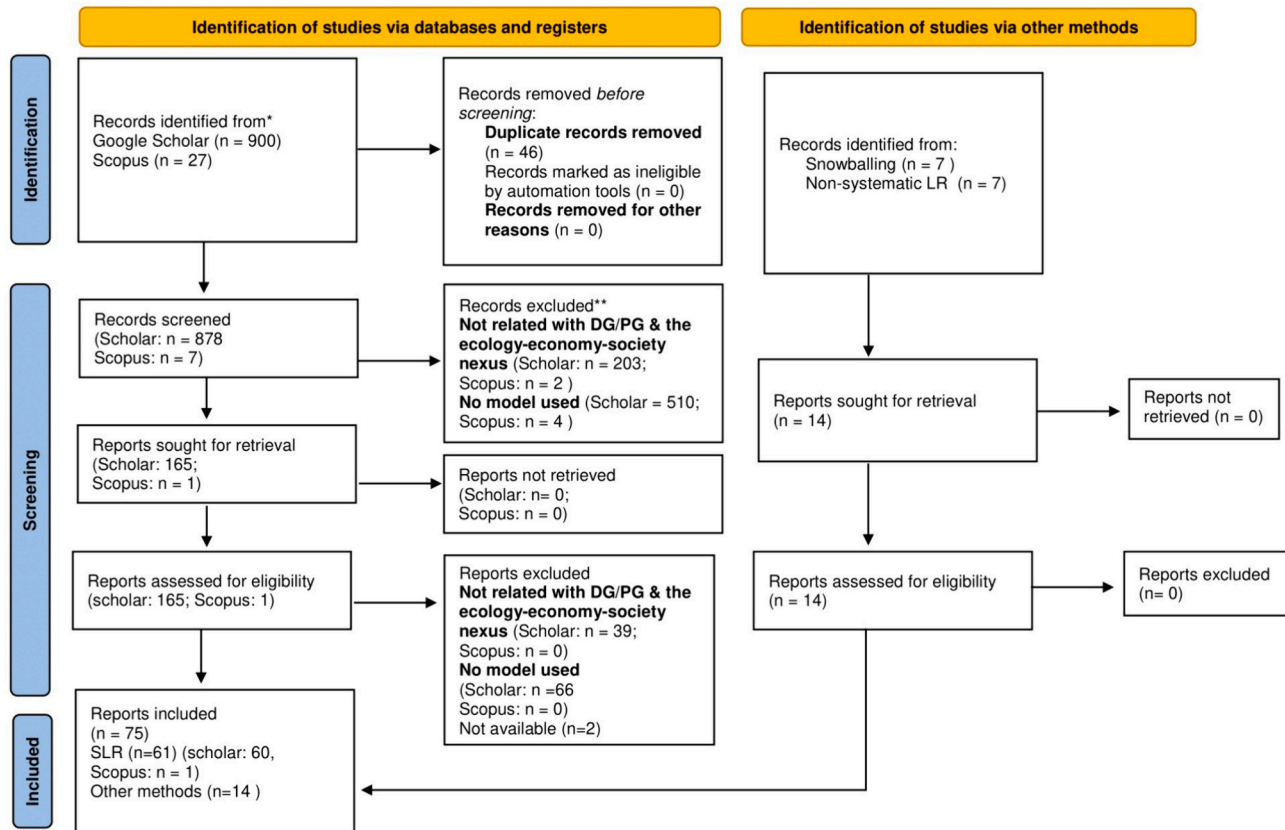 Identification of studies via databases and registers
Identification of studies via other methods
Identification
Records identified from*
Google Scholar (n = 900)
Scopus (n = 27)
Records removed before
screening:
Duplicate records removed
(n = 46)
Records marked as ineligible
by automation tools (n = 0)
Records removed for other
reasons (n = 0)
Records identified from:
Snowballing (n = 7 )
Non-systematic LR (n = 7)
Screening
Records screened
(Scholar: n = 878
Scopus: n = 7)
Records excluded**
Not related with DG/PG & the
ecology-economy-society
nexus (Scholar: n = 203;
Scopus: n = 2 )
No model used (Scholar = 510;
Scopus: n = 4 )
Reports sought for retrieval
(n = 14)
Reports not
retrieved (n = 0)
Reports sought for retrieval
(Scholar: 165;
Scopus: n = 1)
Reports not retrieved
(Scholar: n= 0;
Scopus: n = 0)
Reports assessed for eligibility
(scholar: 165; Scopus: 1)
Reports excluded
Not related with DG/PG & the
ecology-economy-society
nexus (Scholar: n = 39;
Scopus: n = 0)
No model used
(Scholar: n =66
Scopus: n = 0)
Not available (n=2)
Reports assessed for eligibility
(n = 14)
Reports excluded
(n= 0)
Included
Reports included
(n = 75)
SLR (n=61) (scholar: 60,
Scopus: n = 1)
Other methods (n=14 )